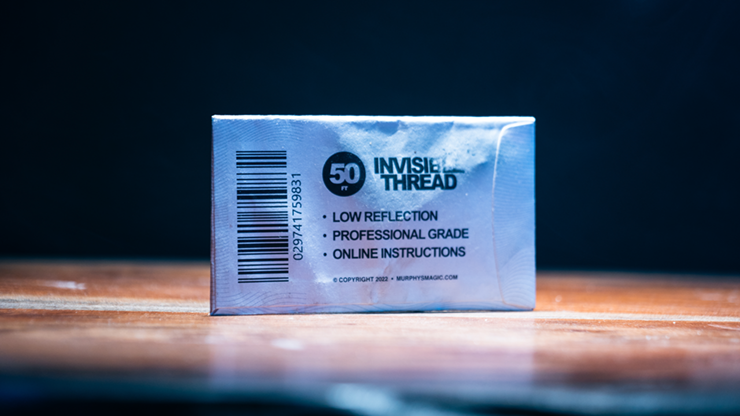 029741759831
50 FT
INVISIBLE
THREAD
• LOW REFLECTION
• PROFESSIONAL GRADE
• ONLINE INSTRUCTIONS
© COPYRIGHT 2022 • MURPHYSMAGIC.COM